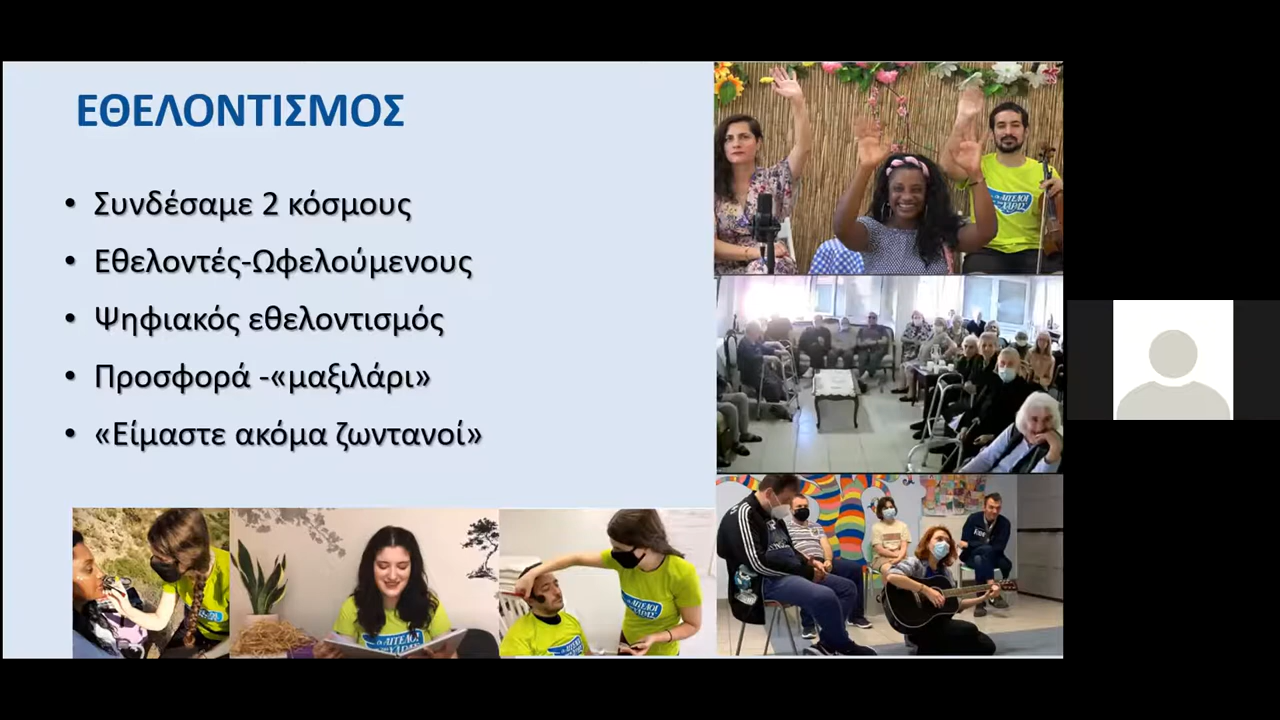 ΕΘΕΛΟΝΤΙΣΜΟΣ
• Συνδέσαμε 2 κόσμους
• Εθελοντές-Ωφελούμενους
• Ψηφιακός εθελοντισμός
• Προσφορά -«μαξιλάρι»
• «Είμαστε ακόμα ζωντανοί»